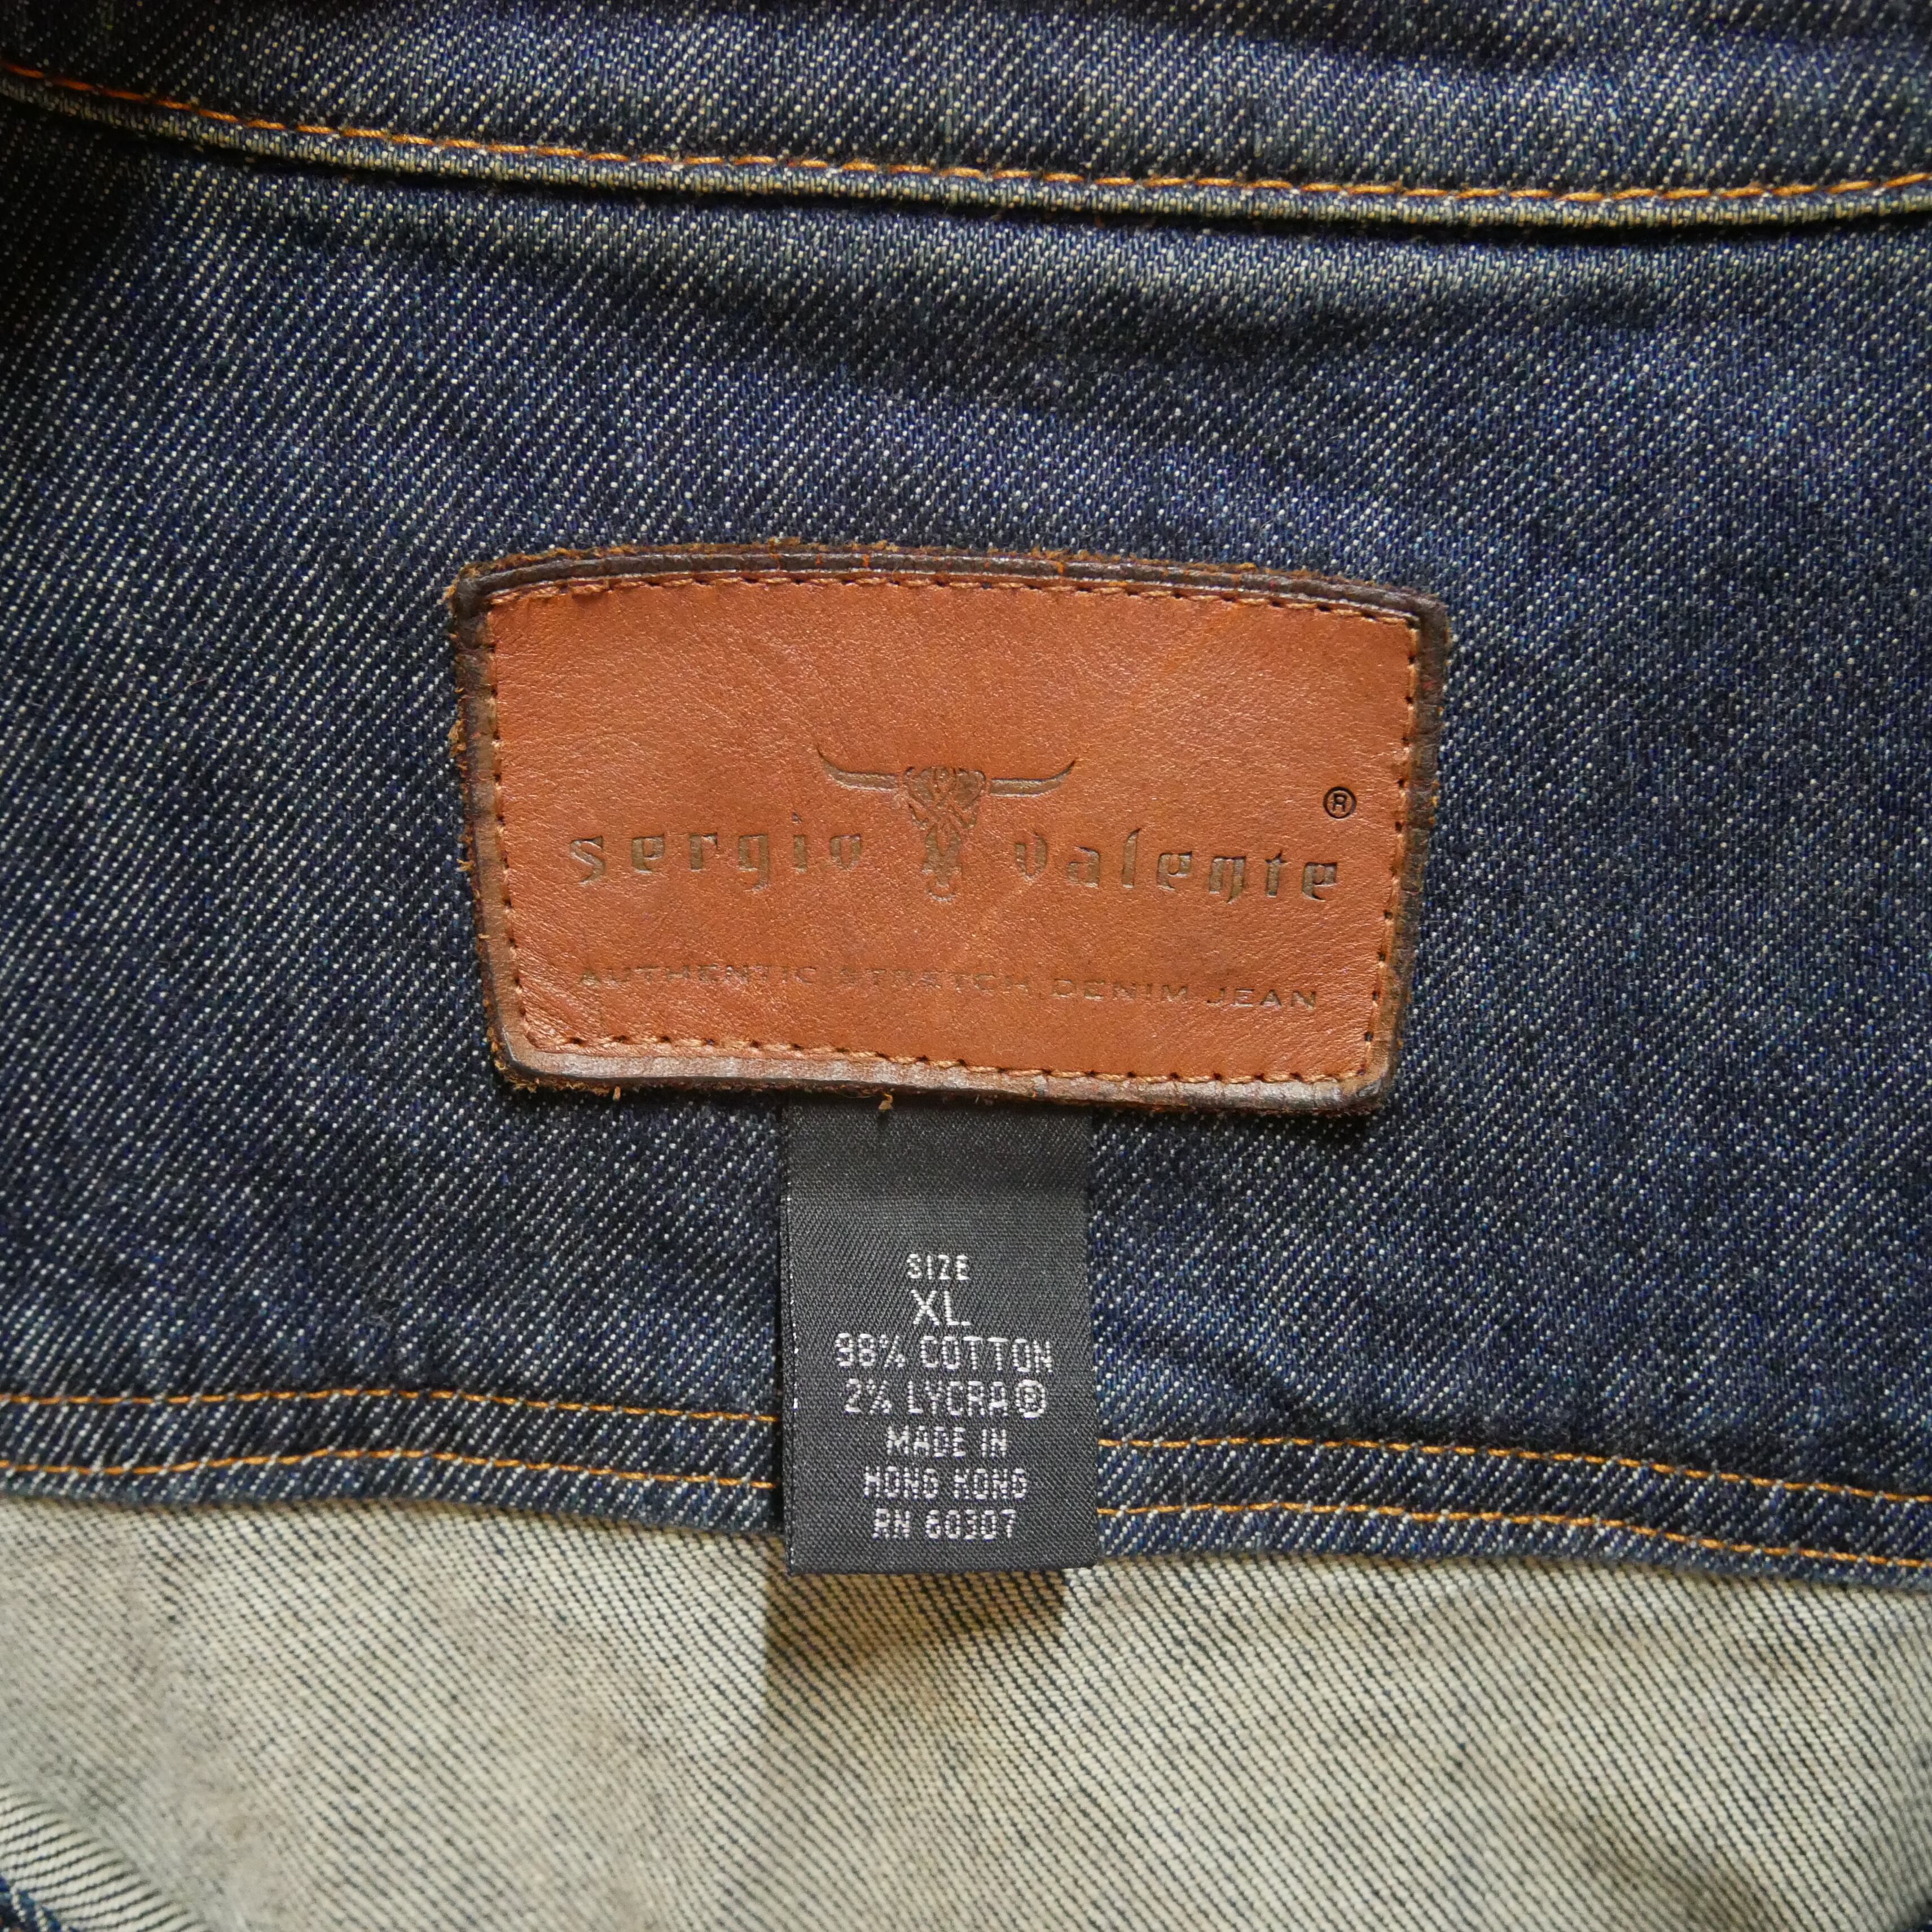 sergio valente ®
AUTHENTIC STRETCH DENIM JEAN
SIZE
XL
98% COTTON
2% LYCRA®
MADE IN
HONG KONG
RN 60307